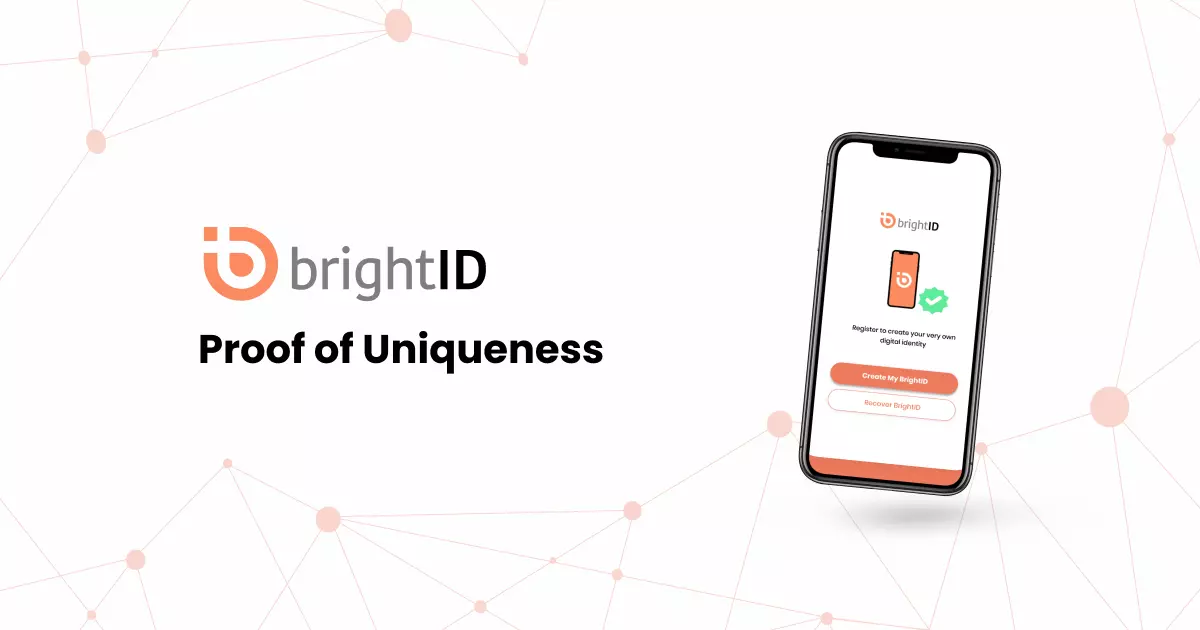 brightID
Proof of Uniqueness
brightID
Register to create your very own
digital identity
Create My BrightID
Recover BrightID